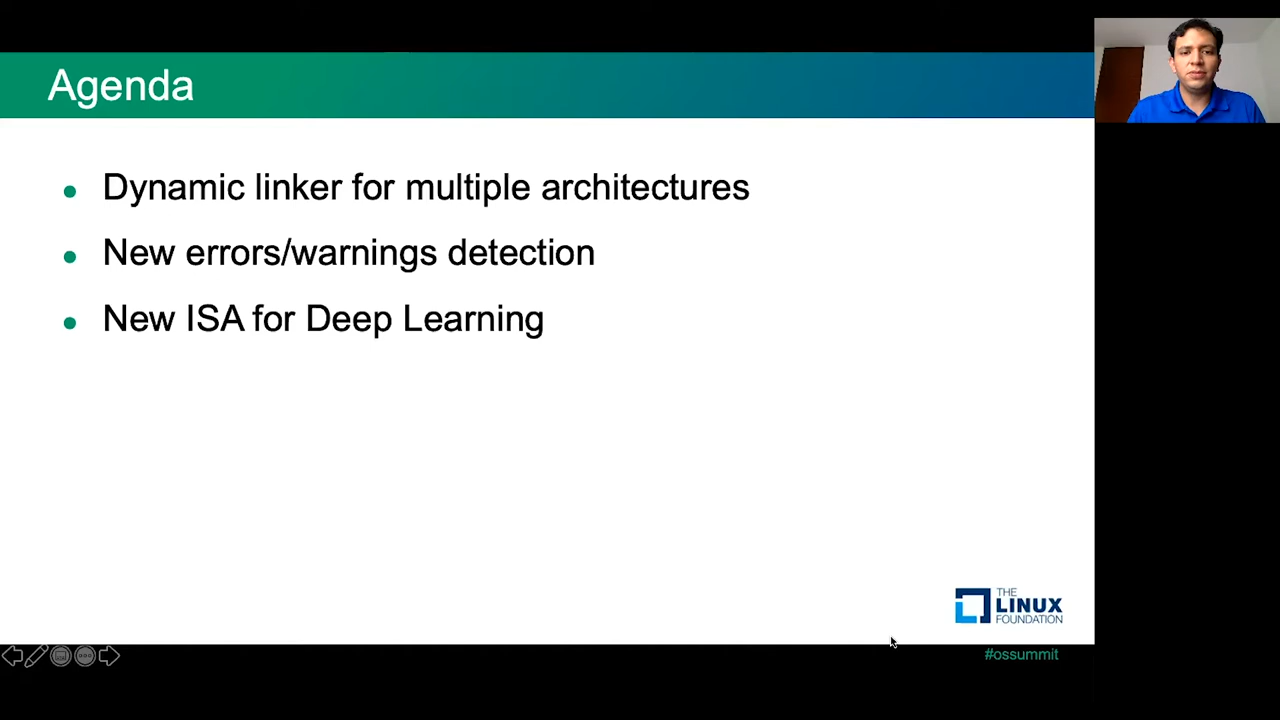 Agenda
Dynamic linker for multiple architectures
New errors/warnings detection
New ISA for Deep Learning
THE
LINUX
FOUNDATION
#ossummit